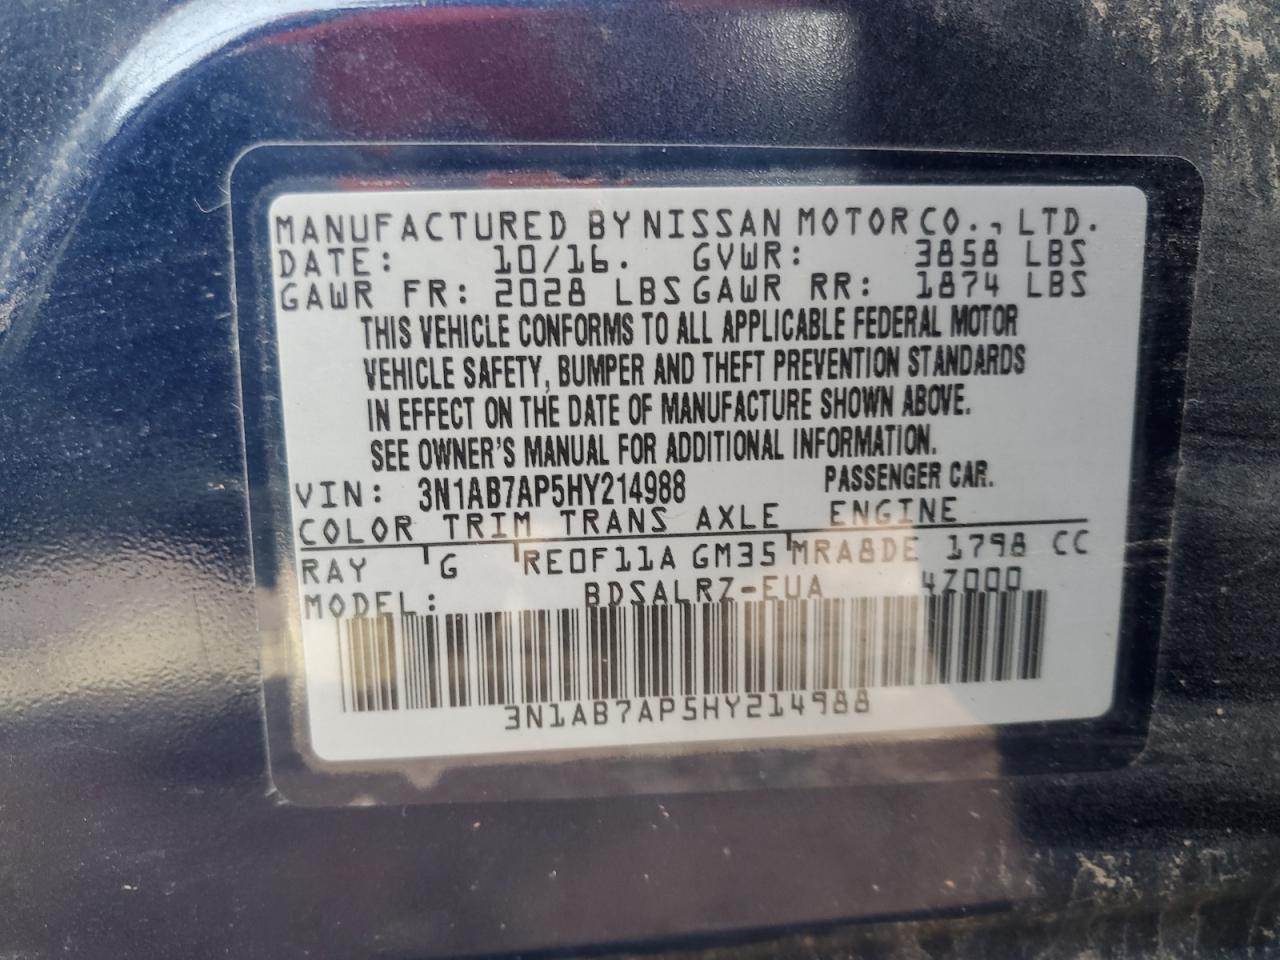 MANUFACTURED BY NISSAN MOTOR CO., LTD.
DATE: 10/16. GVWR: 3858 LBS
GAWR FR: 2028 LBS GAWR RR: 1874 LBS
THIS VEHICLE CONFORMS TO ALL APPLICABLE FEDERAL MOTOR
VEHICLE SAFETY, BUMPER AND THEFT PREVENTION STANDARDS
IN EFFECT ON THE DATE OF MANUFACTURE SHOWN ABOVE.
SEE OWNER'S MANUAL FOR ADDITIONAL INFORMATION.
VIN: 3N1AB7AP5HY214988 PASSENGER CAR.
COLOR TRIM TRANS AXLE ENGINE
RAY G RE0F11A GM35 MRA8DE 1798 CC
MODEL: BDSALRZ-EUA 4Z000
3N1AB7AP5HY214988